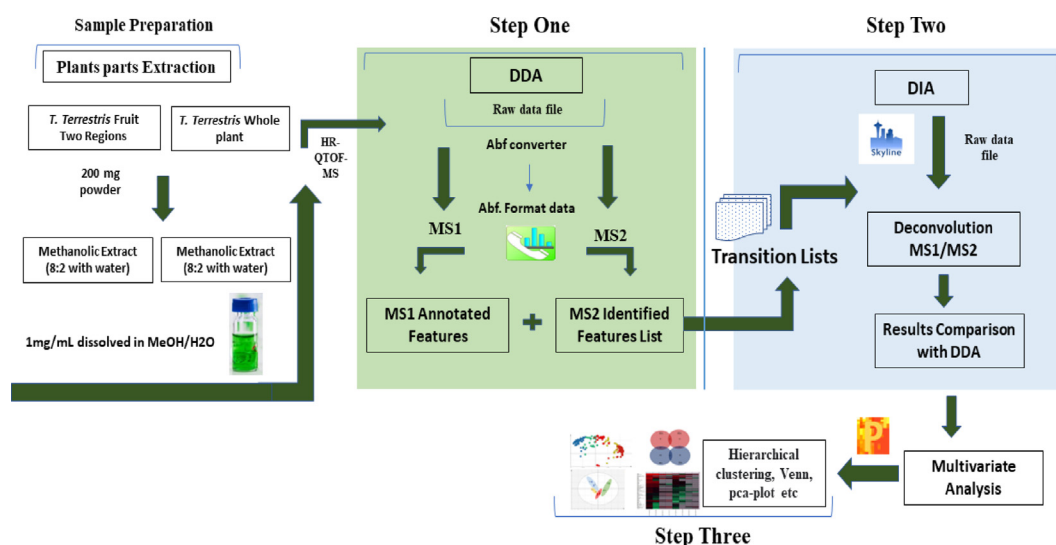 Sample Preparation
Plants parts Extraction
T. Terrestris Fruit
Two Regions
T. Terrestris Whole
plant
200 mg
powder
Methanolic Extract
(8:2 with water)
Methanolic Extract
(8:2 with water)
1mg/mL dissolved in MeOH/H2O
HR-
QTOF-
MS
Step One
DDA
Raw data file
Abf converter
Abf. Format data
MS1
MS2
MS1 Annotated
Features
+
MS2 Identified
Features List
Transition Lists
Step Two
DIA
Skyline
Raw data
file
Deconvolution
MS1/MS2
Results Comparison
with DDA
Multivariate
Analysis
P
Hierarchical
clustering, Venn,
pca-plot etc
Step Three